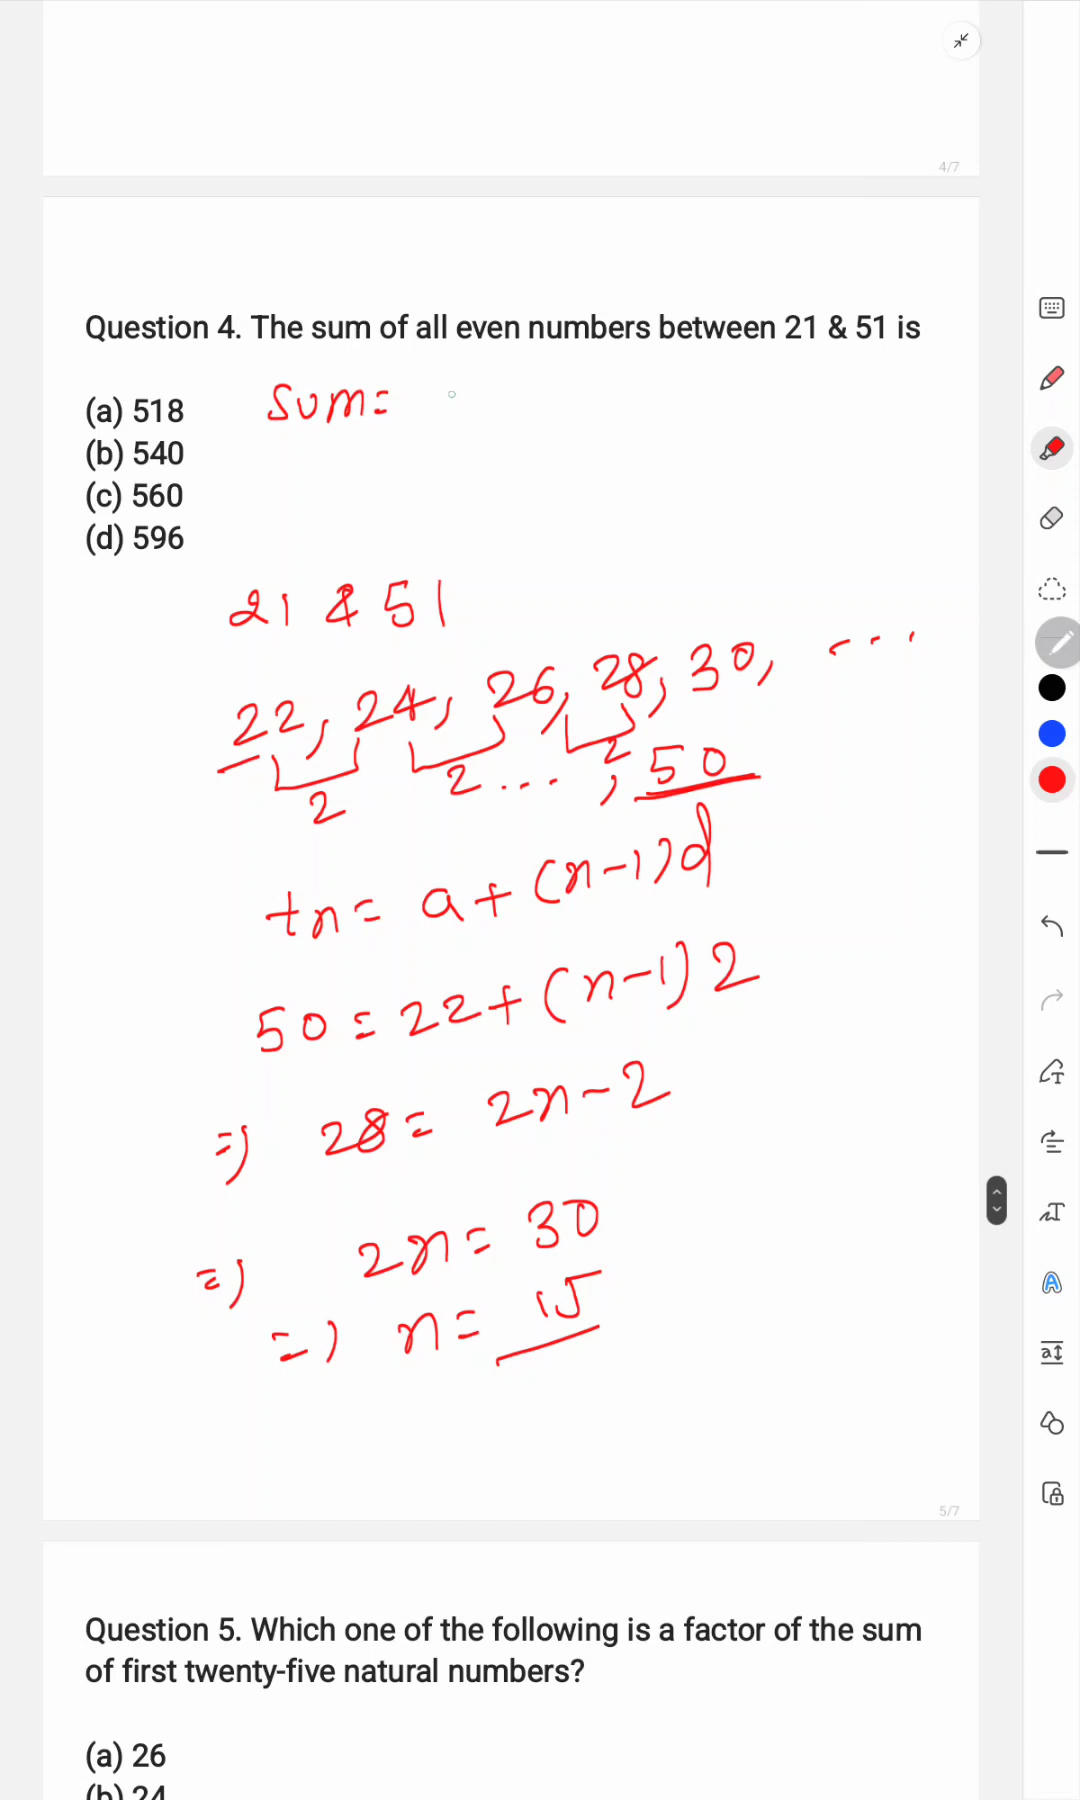 4/7
Question 4. The sum of all even numbers between 21 & 51 is
(a) 518
Sum=
(b) 540
(c) 560
(d) 596
21 & 51
22, 24, 26, 28, 30, ...
2 2 2
... , 50
tn = a + (n-1)d
50 = 22 + (n-1) 2
=) 28 = 2n - 2
=) 2n = 30
=) n = 15
5/7
Question 5. Which one of the following is a factor of the sum
of first twenty-five natural numbers?
(a) 26
(b) 24